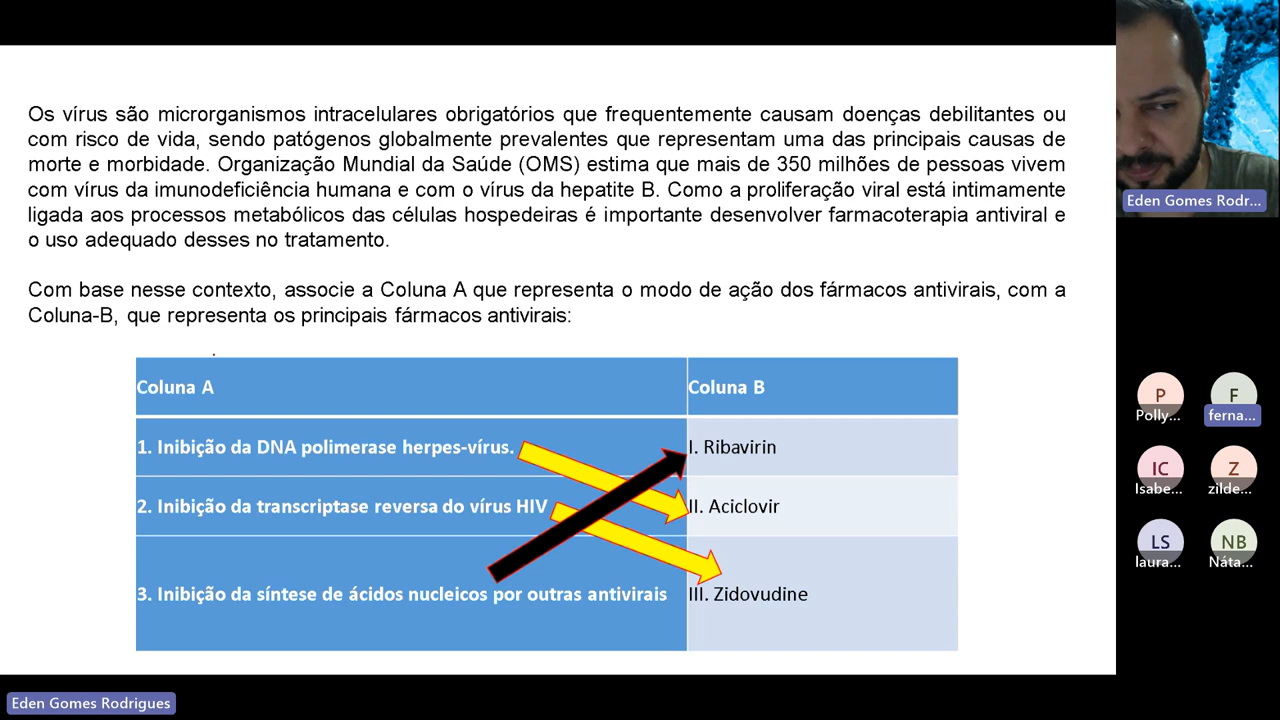 Os vírus são microrganismos intracelulares obrigatórios que frequentemente causam doenças debilitantes ou
com risco de vida, sendo patógenos globalmente prevalentes que representam uma das principais causas de
morte e morbidade. Organização Mundial da Saúde (OMS) estima que mais de 350 milhões de pessoas vivem
com vírus da imunodeficiência humana e com o vírus da hepatite B. Como a proliferação viral está intimamente
ligada aos processos metabólicos das células hospedeiras é importante desenvolver farmacoterapia antiviral e
o uso adequado desses no tratamento.
Com base nesse contexto, associe a Coluna A que representa o modo de ação dos fármacos antivirais, com a
Coluna-B, que representa os principais fármacos antivirais:
Coluna A
Coluna B
1. Inibição da DNA polimerase herpes-vírus.
I. Ribavirin
2. Inibição da transcriptase reversa do vírus HIV
II. Aciclovir
3. Inibição da síntese de ácidos nucleicos por outras antivirais
III. Zidovudine
Eden Gomes Rodr...
P
F
Polly...
ferna...
IC
Z
Isabe...
zilde...
LS
NB
laura...
Náta...
Eden Gomes Rodrigues